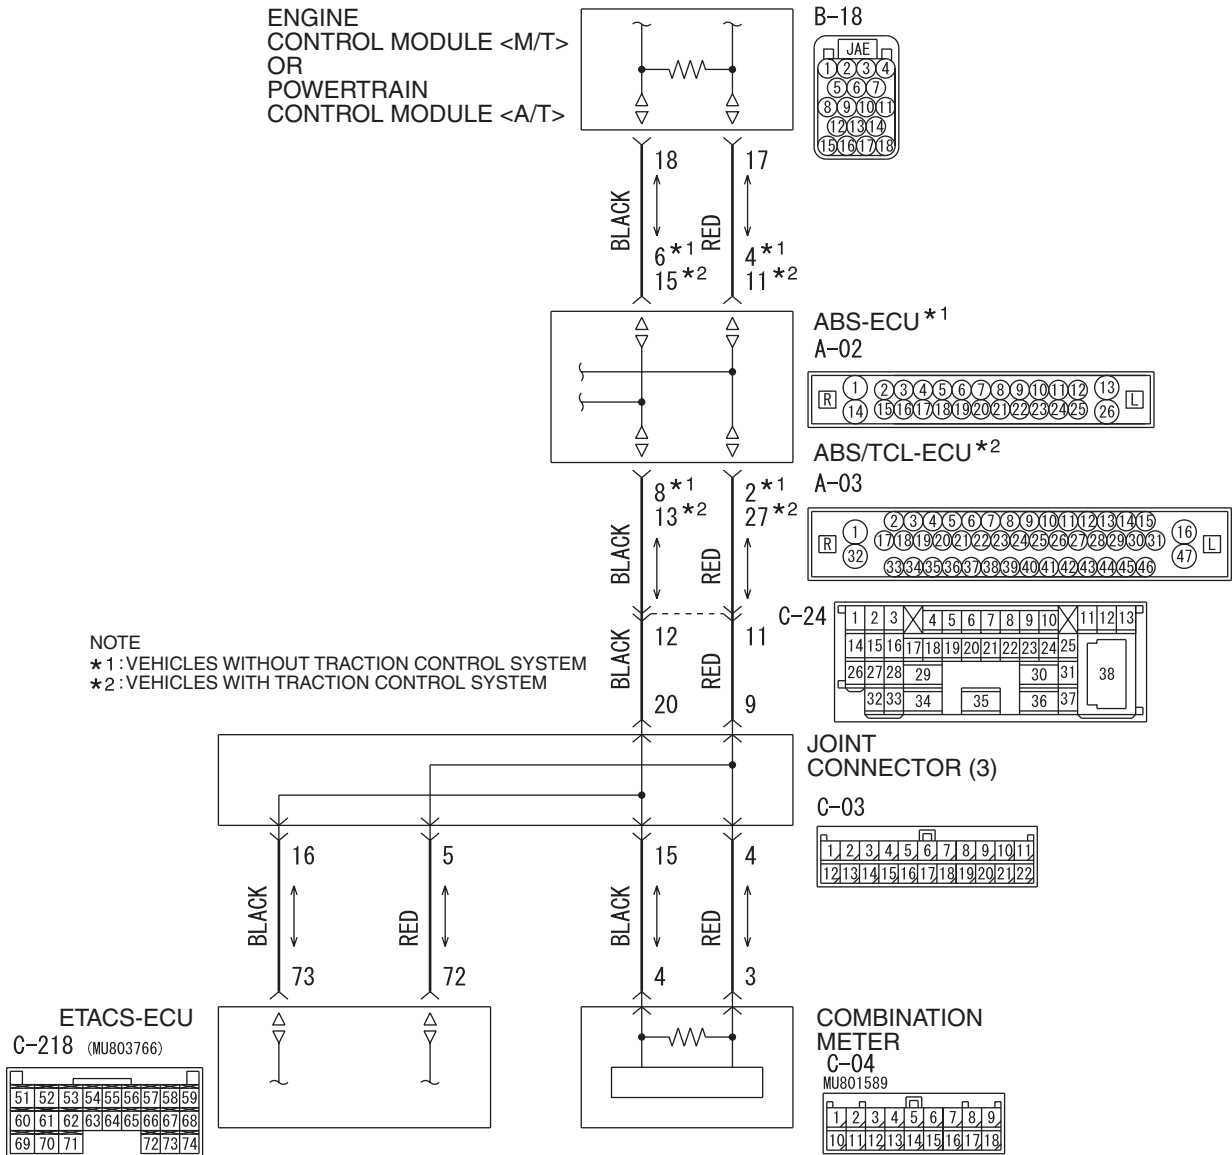 ENGINE
CONTROL MODULE <M/T>
OR
POWERTRAIN
CONTROL MODULE <A/T>
B-18
JAE
1 2 3 4
5 6 7
8 9 10 11
12 13 14
15 16 17 18
18 17
BLACK RED
6*1 4*1
15*2 11*2
ABS-ECU*1
A-02
R 1 2 3 4 5 6 7 8 9 10 11 12 13 L
14 15 16 17 18 19 20 21 22 23 24 25 26
ABS/TCL-ECU*2
A-03
R 1 2 3 4 5 6 7 8 9 10 11 12 13 14 15 16 L
17 18 19 20 21 22 23 24 25 26 27 28 29 30 31
32 33 34 35 36 37 38 39 40 41 42 43 44 45 46 47
8*1 2*1
13*2 27*2
BLACK RED
12 11
BLACK RED
20 9
C-24
1 2 3 4 5 6 7 8 9 10 11 12 13
14 15 16 17 18 19 20 21 22 23 24 25
26 27 28 29 30 31 38
32 33 34 35 36 37
NOTE
*1:VEHICLES WITHOUT TRACTION CONTROL SYSTEM
*2:VEHICLES WITH TRACTION CONTROL SYSTEM
JOINT
CONNECTOR (3)
C-03
1 2 3 4 5 6 7 8 9 10 11
12 13 14 15 16 17 18 19 20 21 22
16 5 15 4
BLACK RED BLACK RED
73 72 4 3
ETACS-ECU
C-218 (MU803766)
51 52 53 54 55 56 57 58 59
60 61 62 63 64 65 66 67 68
69 70 71 72 73 74
COMBINATION
METER
C-04
MU801589
1 2 3 4 5 6 7 8 9
10 11 12 13 14 15 16 17 18